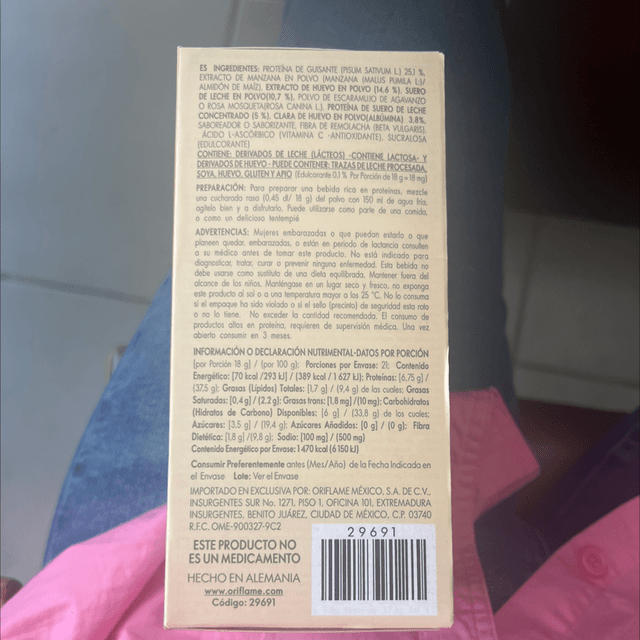 ES INGREDIENTES: PROTEÍNA DE GUISANTE (PISUM SATIVUM L.) 25,1 %,
EXTRACTO DE MANZANA EN POLVO (MANZANA (MALUS PUMILA L.)/
ALMIDÓN DE MAÍZ), EXTRACTO DE HUEVO EN POLVO (14.6 %), SUERO
DE LECHE EN POLVO(10,7 %), POLVO DE ESCARAMUJO DE AGAVANZO
O ROSA MOSQUETA(ROSA CANINA L.), PROTEÍNA DE SUERO DE LECHE
CONCENTRADO (5 %), CLARA DE HUEVO EN POLVO(ALBÚMINA) 3,8%,
SABOREADOR O SABORIZANTE, FIBRA DE REMOLACHA (BETA VULGARIS),
ÁCIDO L-ASCÓRBICO (VITAMINA C -ANTIOXIDANTE), SUCRALOSA
(EDULCORANTE)
CONTIENE: DERIVADOS DE LECHE (LÁCTEOS) -CONTIENE LACTOSA- Y
DERIVADOS DE HUEVO - PUEDE CONTENER: TRAZAS DE LECHE PROCESADA,
SOYA, HUEVO, GLUTEN Y APIO (Edulcorante 0,1 % Por Porción de 18 g = 18 mg)
PREPARACIÓN: Para preparar una bebida rica en proteínas, mezcle
una cucharada rasa (0,45 dl/ 18 g) del polvo con 150 ml de agua fría,
agítelo bien y a disfrutarlo. Puede utilizarse como parte de una comida,
o como un delicioso tentempié
ADVERTENCIAS: Mujeres embarazadas o que puedan estarlo o que
planeen quedar, embarazadas, o están en periodo de lactancia consulten
a su médico antes de tomar este producto. No está indicado para
diagnosticar, tratar, curar o prevenir ninguna enfermedad. Esta bebida no
debe usarse como sustituto de una dieta equilibrada. Mantener fuera del
alcance de los niños. Manténgase en un lugar seco y fresco, no exponga
este producto al sol o a una temperatura mayor a las 25 °C. No lo consuma
si el empaque ha sido violado o si el sello (precinto) de seguridad esta roto
o no lo tiene. No exceder la cantidad recomendada. El consumo de
productos altos en proteína, requieren de supervisión médica. Una vez
abierto consumir en 3 meses.
INFORMACIÓN O DECLARACIÓN NUTRIMENTAL-DATOS POR PORCIÓN
[por Porción 18 g] / (por 100 g): Porciones por Envase: 21; Contenido
Energético:[70 kcal /293 kJ] / (389 kcal / 1 627 kJ); Proteínas: [6,75 g] /
(37,5 g); Grasas (Lípidos) Totales: [1,7 g] / (9,4 g) de las cuales; Grasas
Saturadas: [0,4 g] / (2.2 g); Grasas trans: [1,8 mg] /(10 mg); Carbohidratos
(Hidratos de Carbono) Disponibles: [6 g] / (33,8 g) de los cuales;
Azúcares: [3,5 g] / (19,4 g); Azúcares Añadidos: [0 g] / (0 g); Fibra
Dietética: [1,8 g] /(9,8 g); Sodio: [100 mg] / (500 mg)
Contenido Energético por Envase: 1 470 kcal (6 150 kJ)
Consumir Preferentemente antes (Mes/Año) de la Fecha Indicada en
el Envase Lote: Ver el Envase
IMPORTADO EN EXCLUSIVA POR: ORIFLAME MÉXICO, S.A. DE C.V.,
INSURGENTES SUR No. 1271, PISO 1, OFICINA 101, EXTREMADURA
INSURGENTES, BENITO JUÁREZ, CIUDAD DE MÉXICO, C.P. 03740
R.F.C. OME-900327-9C2
ESTE PRODUCTO NO
ES UN MEDICAMENTO
HECHO EN ALEMANIA
www.oriflame.com
Código: 29691
29691